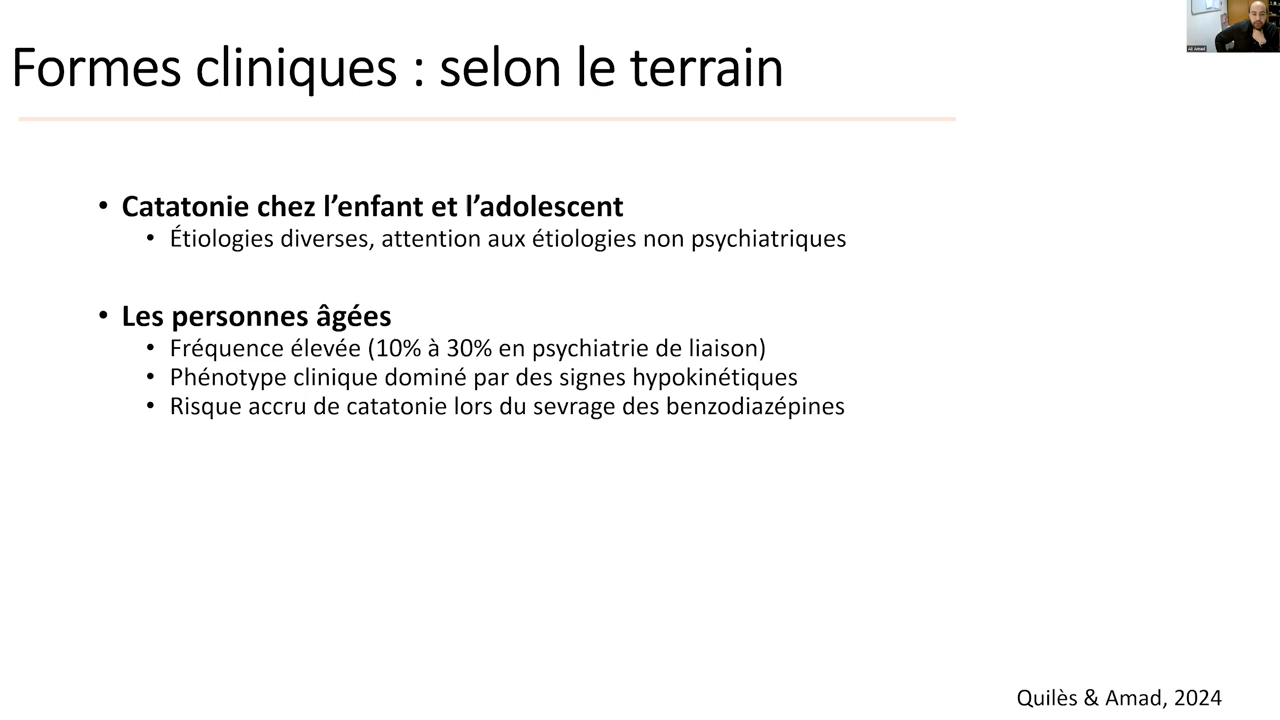 Formes cliniques : selon le terrain
• Catatonie chez l’enfant et l’adolescent
• Étiologies diverses, attention aux étiologies non psychiatriques
• Les personnes âgées
• Fréquence élevée (10% à 30% en psychiatrie de liaison)
• Phénotype clinique dominé par des signes hypokinétiques
• Risque accru de catatonie lors du sevrage des benzodiazépines
Quilès & Amad, 2024
Ali Amad